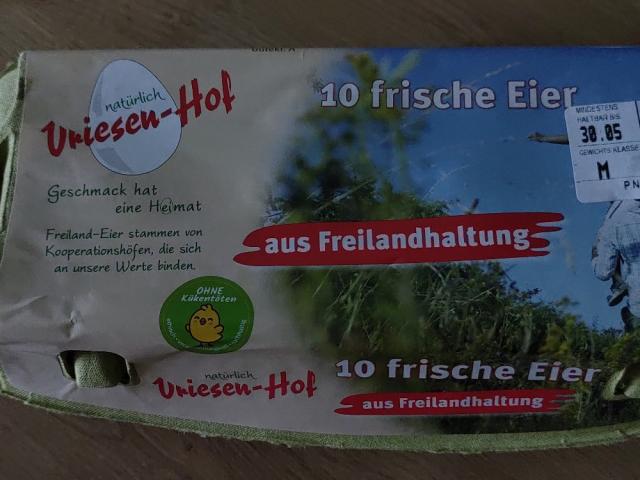 natürlich
Vriesen-Hof
Geschmack hat
eine Heimat
Freiland-Eier stammen von
Kooperationshöfen, die sich
an unsere Werte binden.
OHNE
Kükentöten
10 frische Eier
MINDESTENS
HALTBAR BIS
30.05
GEWICHTS KLASSE
M
PN
aus Freilandhaltung
natürlich
Vriesen-Hof
10 frische Eier
aus Freilandhaltung